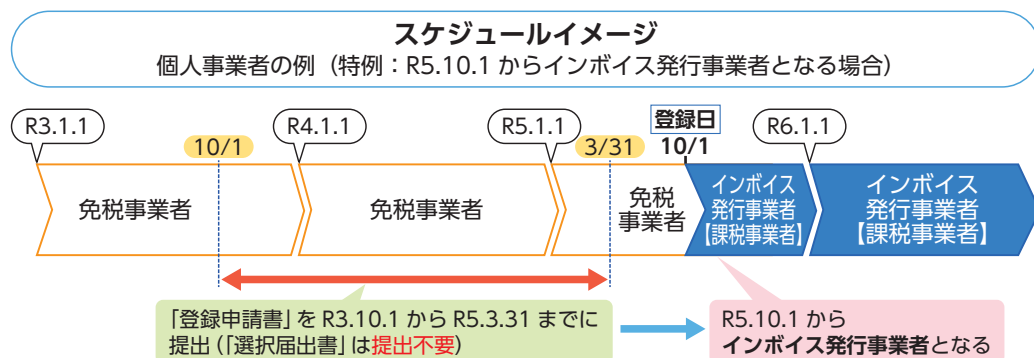 スケジュールイメージ
個人事業者の例（特例：R5.10.1 からインボイス発行事業者となる場合）
R3.1.1
10/1
R4.1.1
R5.1.1
3/31
登録日
10/1
R6.1.1
免税事業者
免税事業者
免税
事業者
インボイス
発行事業者
【課税事業者】
インボイス
発行事業者
【課税事業者】
「登録申請書」を R3.10.1 から R5.3.31 までに
提出（「選択届出書」は提出不要）
R5.10.1 から
インボイス発行事業者となる